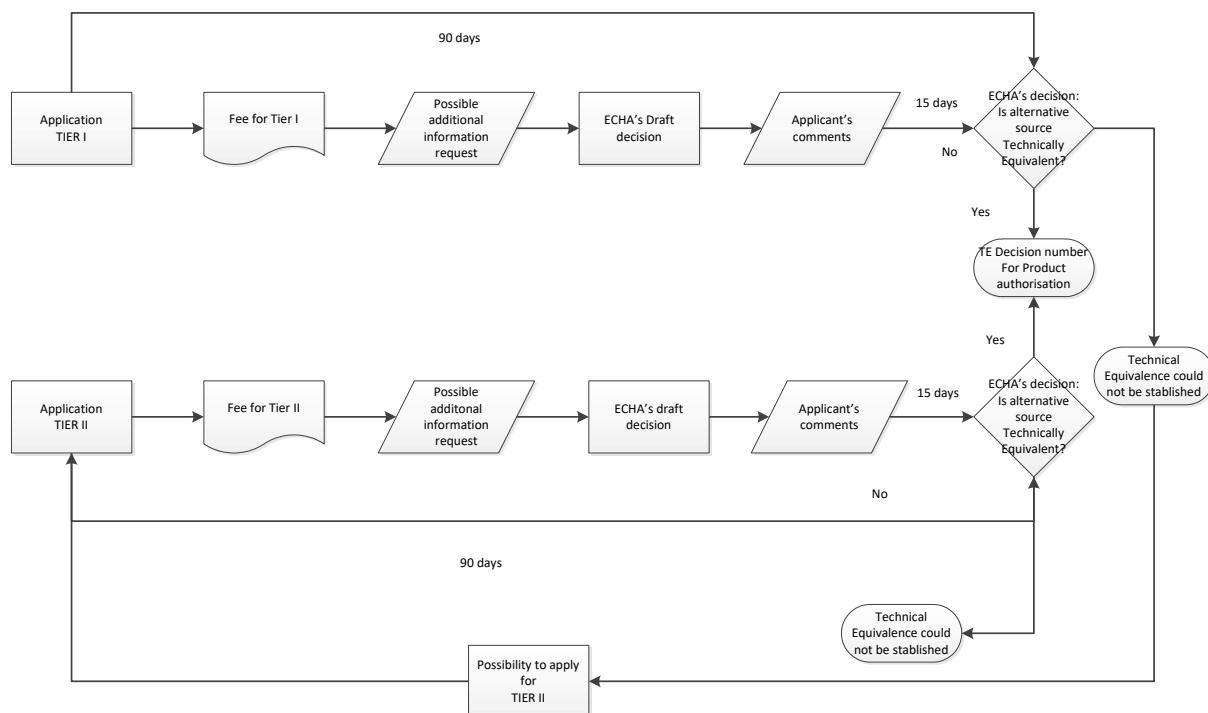 90 days
Application
TIER I
Fee for Tier I
Possible
additional
information
request
ECHA's Draft
decision
Applicant's
comments
15 days
No
ECHA's decision:
Is alternative
source
Technically
Equivalent?
Yes
TE Decision number
For Product
authorisation
Yes
Technical
Equivalence could
not be stablished
Application
TIER II
Fee for Tier II
Possible
additonal
information
request
ECHA's draft
decision
Applicant's
comments
15 days
ECHA's decision:
Is alternative
source
Technically
Equivalent?
No
90 days
Technical
Equivalence could
not be stablished
Possibility to apply
for
TIER II